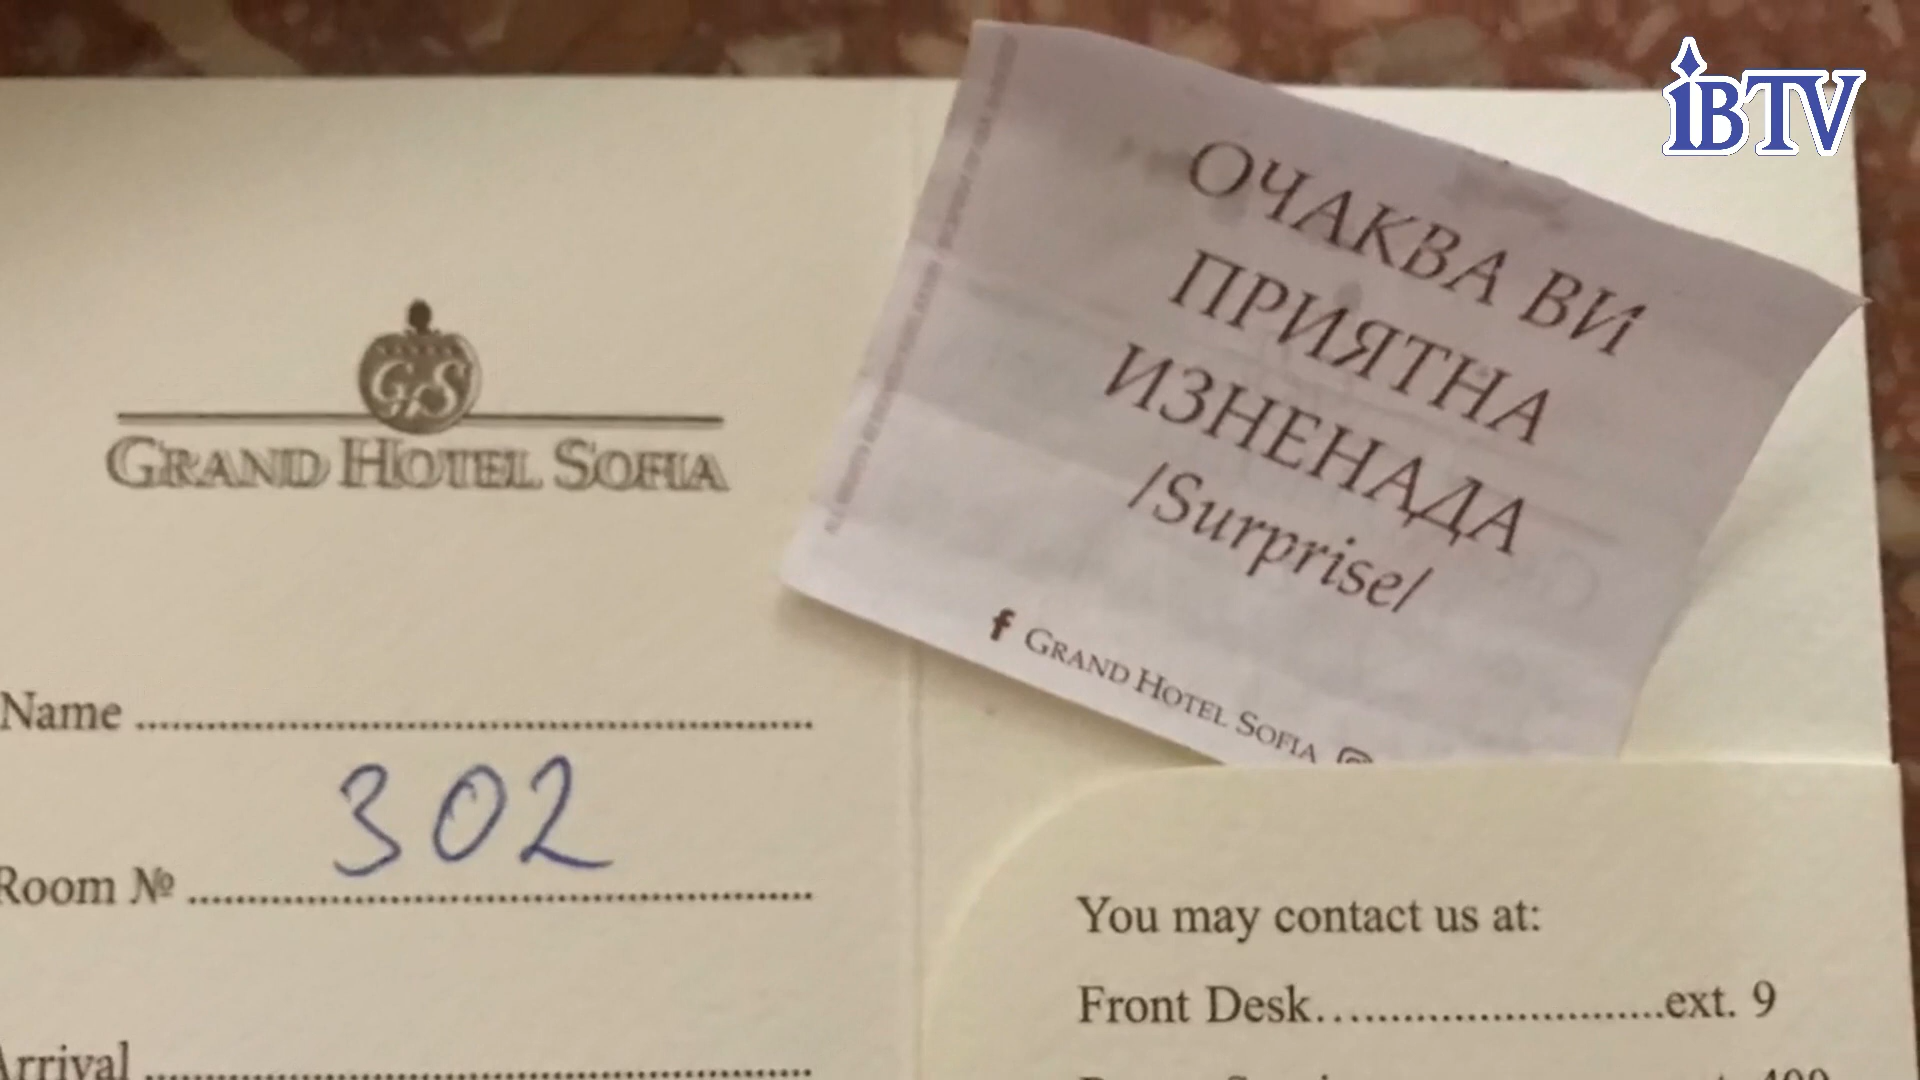 iBTV
GS
GRAND HOTEL SOFIA
Name
302
Room №
Arrival
ОЧАКВА ВИ
ПРИЯТНА
ИЗНЕНАДА
/Surprise/
GRAND HOTEL SOFIA
You may contact us at:
Front Desk.............................ext. 9